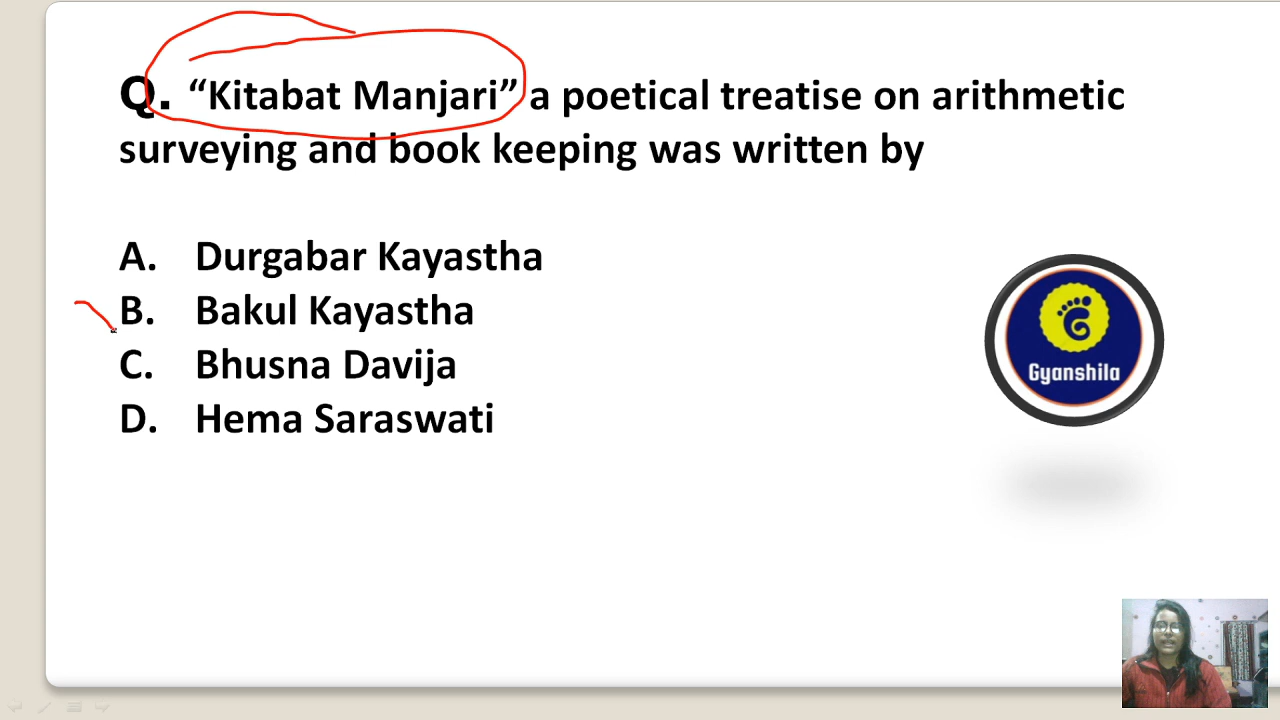 Q. “Kitabat Manjari” a poetical treatise on arithmetic
surveying and book keeping was written by
A. Durgabar Kayastha
B. Bakul Kayastha
C. Bhusna Davija
D. Hema Saraswati
Gyanshila